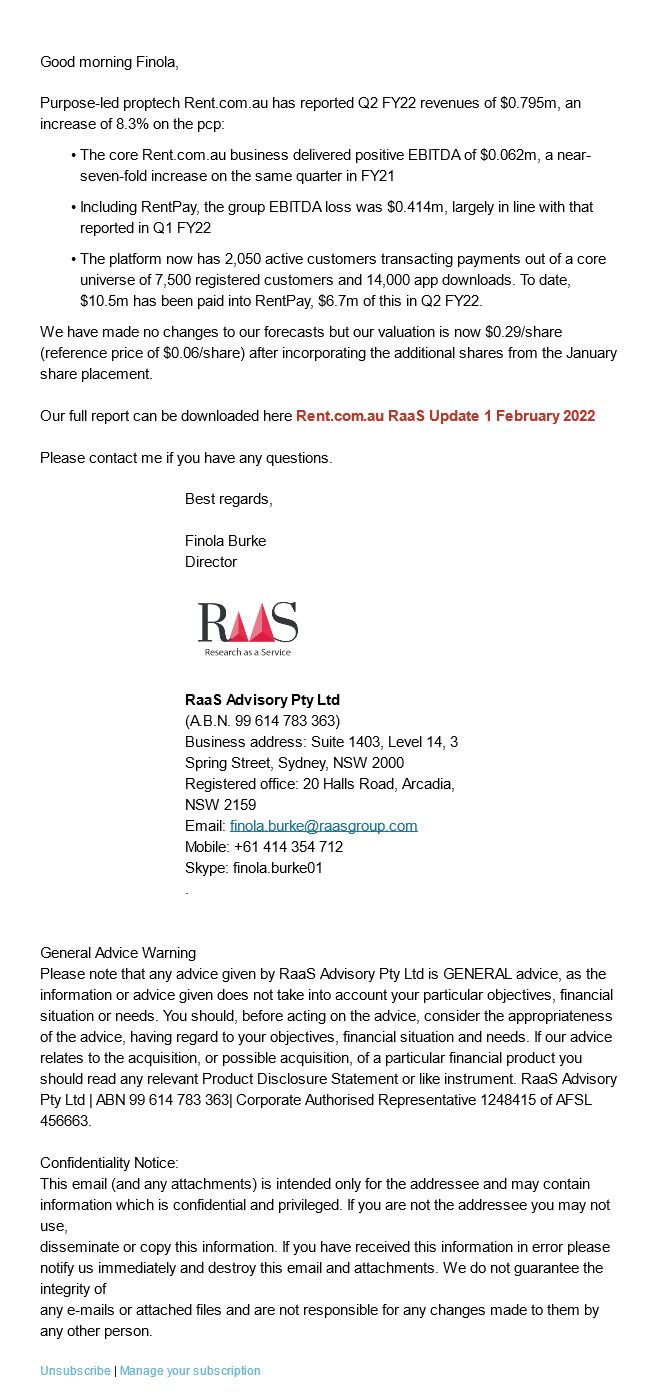 Good morning Finola,
Purpose-led proptech Rent.com.au has reported Q2 FY22 revenues of $0.795m, an
increase of 8.3% on the pcp:
• The core Rent.com.au business delivered positive EBITDA of $0.062m, a near-
seven-fold increase on the same quarter in FY21
• Including RentPay, the group EBITDA loss was $0.414m, largely in line with that
reported in Q1 FY22
• The platform now has 2,050 active customers transacting payments out of a core
universe of 7,500 registered customers and 14,000 app downloads. To date,
$10.5m has been paid into RentPay, $6.7m of this in Q2 FY22.
We have made no changes to our forecasts but our valuation is now $0.29/share
(reference price of $0.06/share) after incorporating the additional shares from the January
share placement.
Our full report can be downloaded here Rent.com.au RaaS Update 1 February 2022
Please contact me if you have any questions.
Best regards,
Finola Burke
Director
RAAS
Research as a Service
RaaS Advisory Pty Ltd
(A.B.N. 99 614 783 363)
Business address: Suite 1403, Level 14, 3
Spring Street, Sydney, NSW 2000
Registered office: 20 Halls Road, Arcadia,
NSW 2159
Email: finola.burke@raasgroup.com
Mobile: +61 414 354 712
Skype: finola.burke01
.
General Advice Warning
Please note that any advice given by RaaS Advisory Pty Ltd is GENERAL advice, as the
information or advice given does not take into account your particular objectives, financial
situation or needs. You should, before acting on the advice, consider the appropriateness
of the advice, having regard to your objectives, financial situation and needs. If our advice
relates to the acquisition, or possible acquisition, of a particular financial product you
should read any relevant Product Disclosure Statement or like instrument. RaaS Advisory
Pty Ltd | ABN 99 614 783 363| Corporate Authorised Representative 1248415 of AFSL
456663.
Confidentiality Notice:
This email (and any attachments) is intended only for the addressee and may contain
information which is confidential and privileged. If you are not the addressee you may not
use,
disseminate or copy this information. If you have received this information in error please
notify us immediately and destroy this email and attachments. We do not guarantee the
integrity of
any e-mails or attached files and are not responsible for any changes made to them by
any other person.
Unsubscribe | Manage your subscription